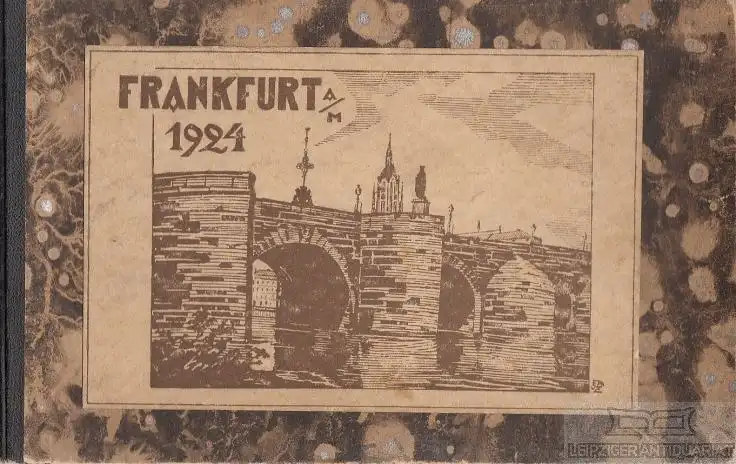 FRANKFURT A/M
1924
LEIPZIGER ANTIQUARIAT